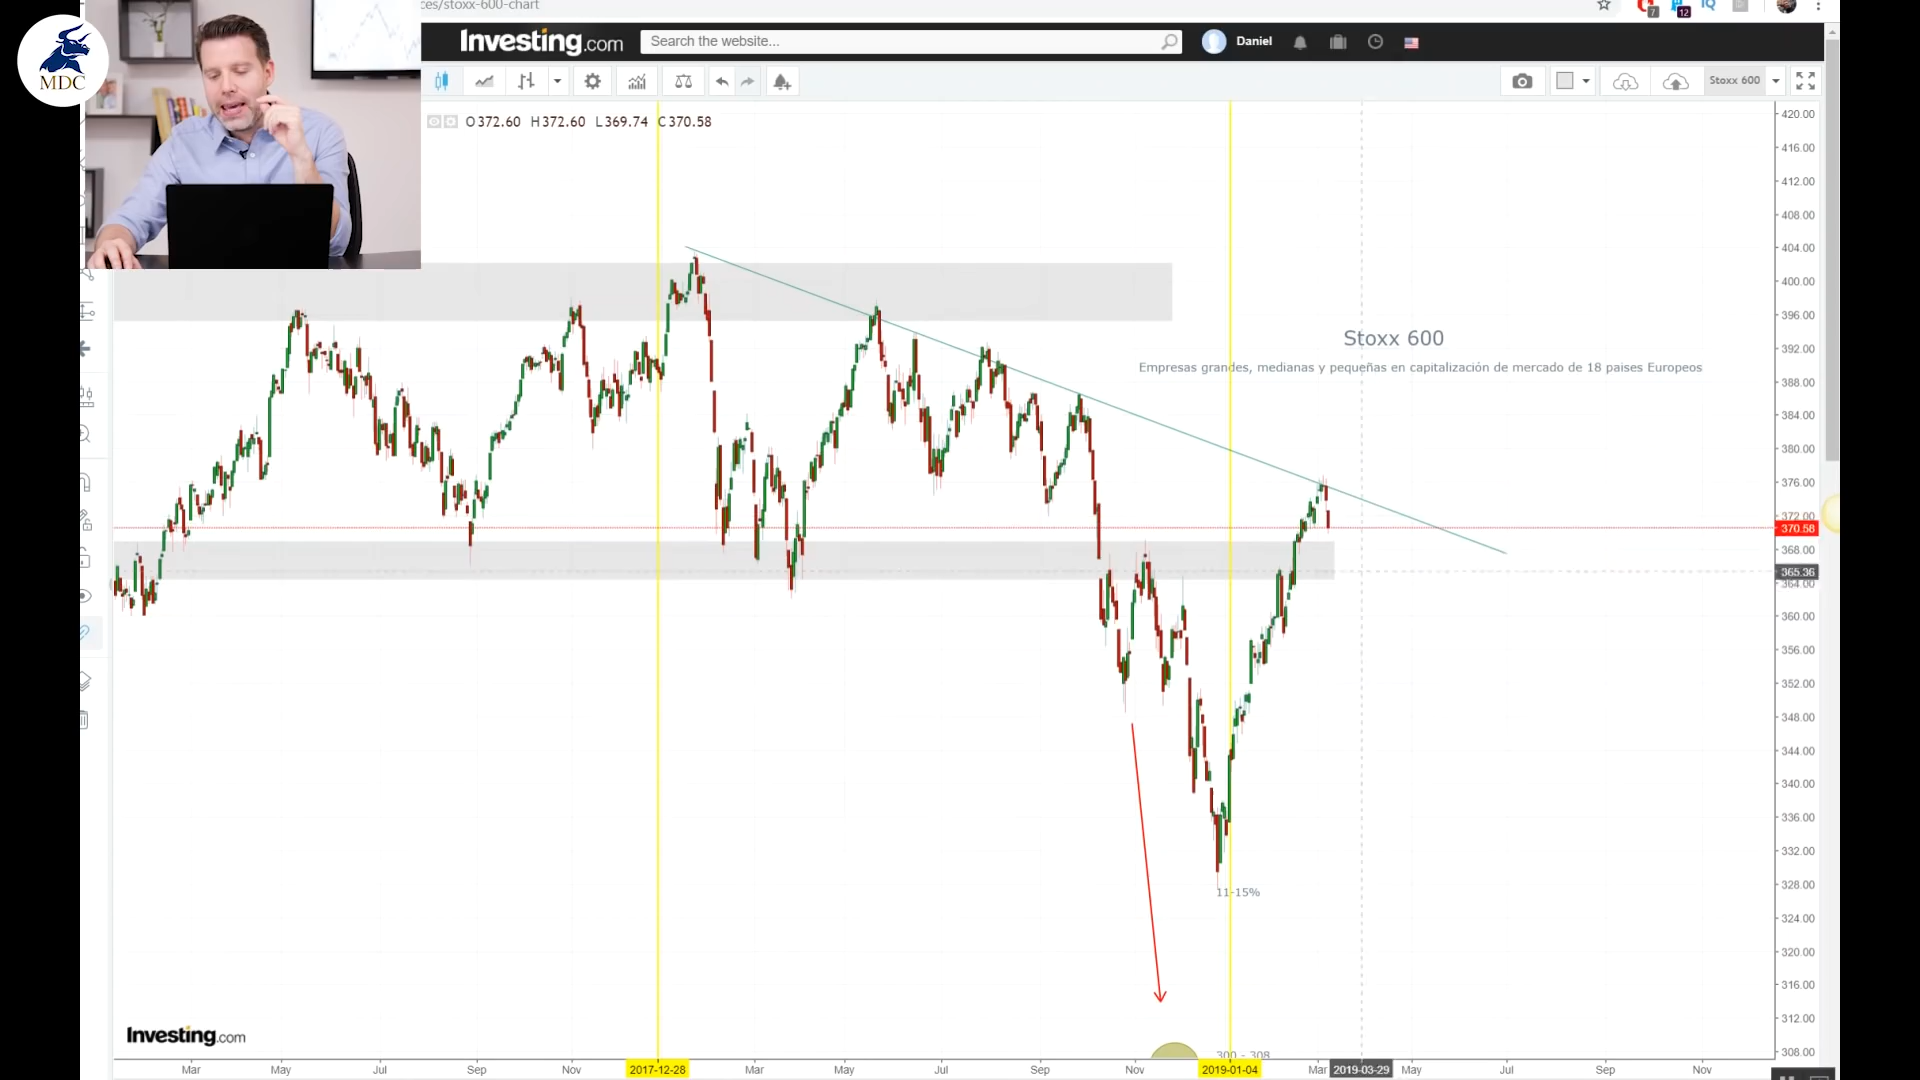 ces/stoxx-600-chart
7
12
IQ
MDC
Investing.com
Search the website...
Daniel
Stoxx 600
O 372.60 H 372.60 L 369.74 C 370.58
420.00
416.00
412.00
408.00
404.00
400.00
396.00
392.00
388.00
384.00
380.00
376.00
372.00
370.58
368.00
365.36
364.00
360.00
356.00
352.00
348.00
344.00
340.00
336.00
332.00
328.00
324.00
320.00
316.00
312.00
308.00
Stoxx 600
Empresas grandes, medianas y pequeñas en capitalización de mercado de 18 paises Europeos
11-15%
300 - 308
Investing.com
Mar May Jul Sep Nov 2017-12-28 Mar May Jul Sep Nov 2019-01-04 Mar 2019-03-29 May Jul Sep Nov